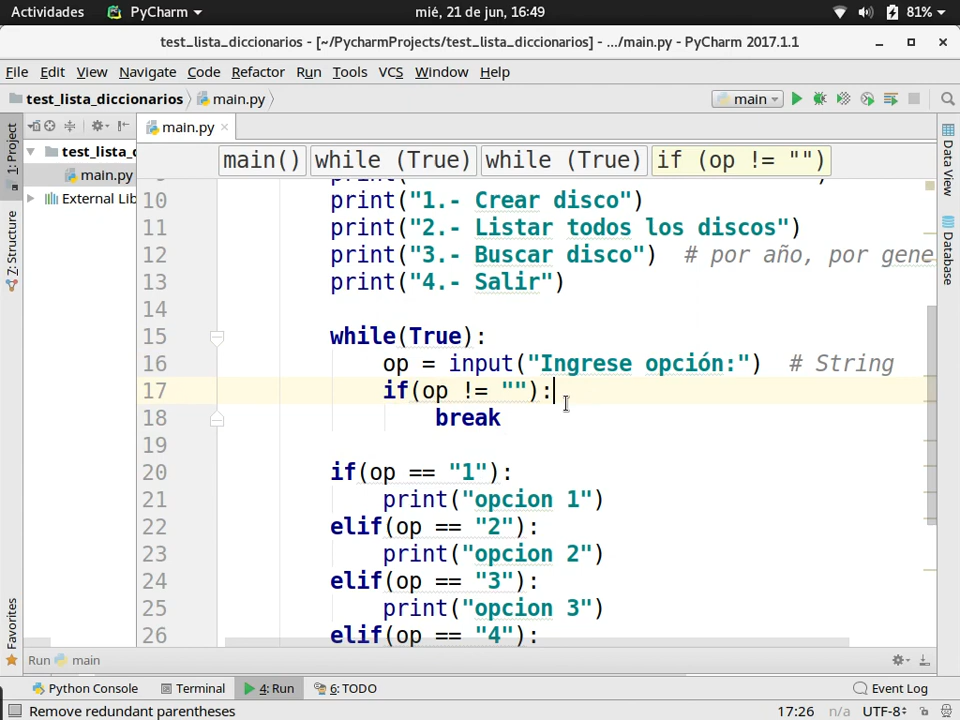 Actividades PyCharm mié, 21 de jun, 16:49 81%
test_lista_diccionarios - [~/PycharmProjects/test_lista_diccionarios] - .../main.py - PyCharm 2017.1.1
File Edit View Navigate Code Refactor Run Tools VCS Window Help
test_lista_diccionarios main.py main
1: Project
7: Structure
Favorites
main.py
test_lista_d
main.py
External Lib
main() while (True) while (True) if (op != "")
10 print("1.- Crear disco")
11 print("2.- Listar todos los discos")
12 print("3.- Buscar disco") # por año, por gene
13 print("4.- Salir")
14
15 while(True):
16 op = input("Ingrese opción:") # String
17 if(op != ""):
18 break
19
20 if(op == "1"):
21 print("opcion 1")
22 elif(op == "2"):
23 print("opcion 2")
24 elif(op == "3"):
25 print("opcion 3")
26 elif(op == "4"):
Data View
Database
Run main
Python Console Terminal 4: Run 6: TODO Event Log
Remove redundant parentheses 17:26 n/a UTF-8